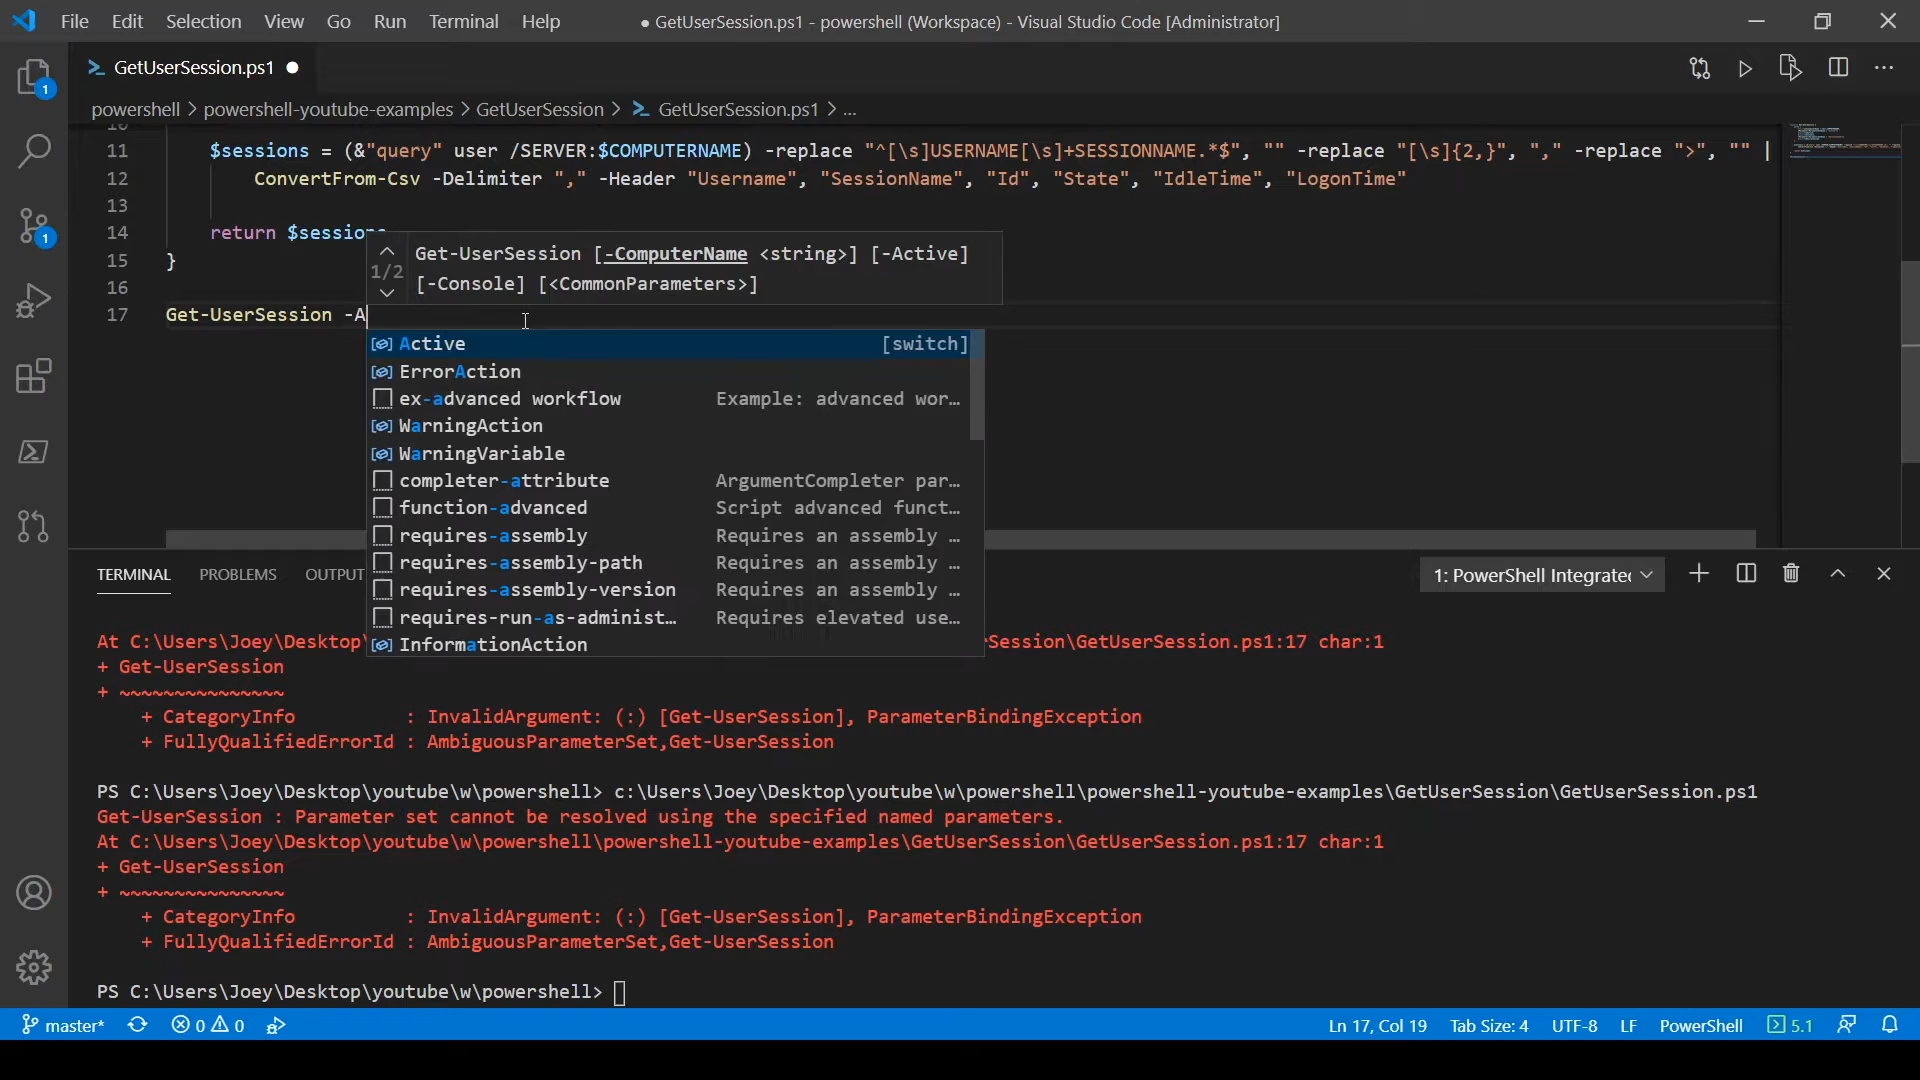 File Edit Selection View Go Run Terminal Help ● GetUserSession.ps1 - powershell (Workspace) - Visual Studio Code [Administrator]
GetUserSession.ps1 ●
powershell > powershell-youtube-examples > GetUserSession > GetUserSession.ps1 > ...
10
11 $sessions = (&"query" user /SERVER:$COMPUTERNAME) -replace "^[\s]USERNAME[\s]+SESSIONNAME.*$", "" -replace "[\s]{2,}", "," -replace ">", "" |
12 ConvertFrom-Csv -Delimiter "," -Header "Username", "SessionName", "Id", "State", "IdleTime", "LogonTime"
13
14 return $sessions
15 }
16
1/2 Get-UserSession [-ComputerName <string>] [-Active]
[-Console] [<CommonParameters>]
17 Get-UserSession -A
Active [switch]
ErrorAction
ex-advanced workflow Example: advanced wor…
WarningAction
WarningVariable
completer-attribute ArgumentCompleter par…
function-advanced Script advanced funct…
requires-assembly Requires an assembly …
requires-assembly-path Requires an assembly …
requires-assembly-version Requires an assembly …
requires-run-as-administ… Requires elevated use…
InformationAction
1
1
TERMINAL PROBLEMS OUTPUT 1: PowerShell Integrated
At C:\Users\Joey\Desktop\ Session\GetUserSession.ps1:17 char:1
+ Get-UserSession
+ ~~~~~~~~~~~~~~~
+ CategoryInfo : InvalidArgument: (:) [Get-UserSession], ParameterBindingException
+ FullyQualifiedErrorId : AmbiguousParameterSet,Get-UserSession
PS C:\Users\Joey\Desktop\youtube\w\powershell> c:\Users\Joey\Desktop\youtube\w\powershell\powershell-youtube-examples\GetUserSession\GetUserSession.ps1
Get-UserSession : Parameter set cannot be resolved using the specified named parameters.
At C:\Users\Joey\Desktop\youtube\w\powershell\powershell-youtube-examples\GetUserSession\GetUserSession.ps1:17 char:1
+ Get-UserSession
+ ~~~~~~~~~~~~~~~
+ CategoryInfo : InvalidArgument: (:) [Get-UserSession], ParameterBindingException
+ FullyQualifiedErrorId : AmbiguousParameterSet,Get-UserSession
PS C:\Users\Joey\Desktop\youtube\w\powershell>
master* 0 0 Ln 17, Col 19 Tab Size: 4 UTF-8 LF PowerShell 5.1